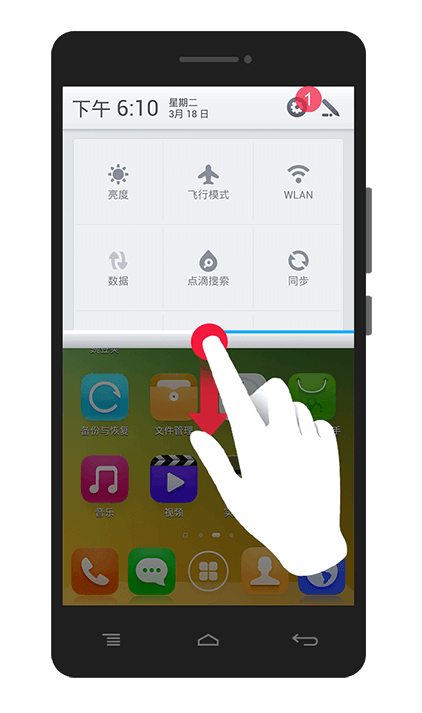 下午 6:10
星期二
3月 18 日
1
亮度
飞行模式
WLAN
数据
点滴搜索
同步
备份与恢复
文件管理
手
音乐
视频